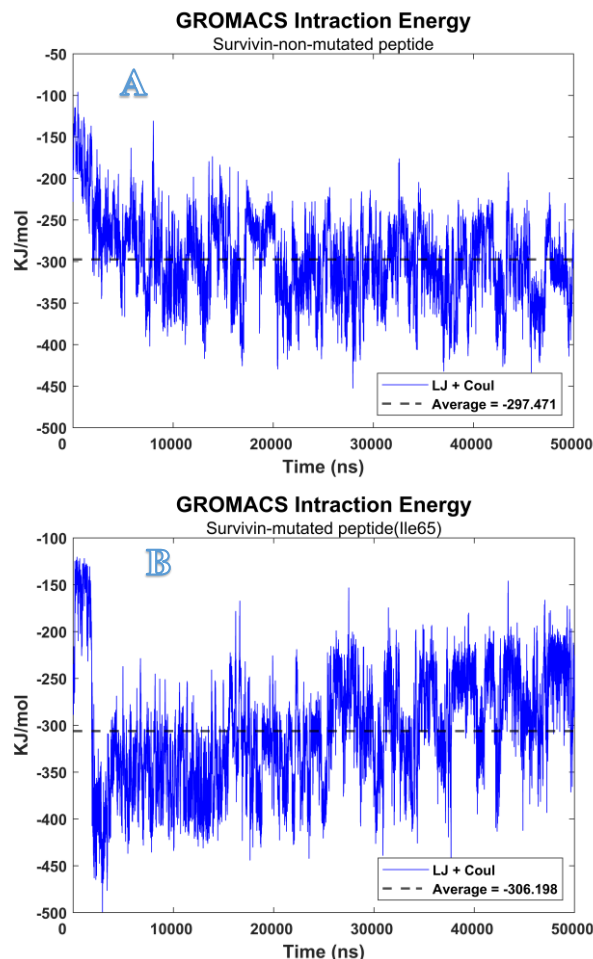 GROMACS Intraction Energy
Survivin-non-mutated peptide
A
-50
-100
-150
-200
-250
-300
-350
-400
-450
-500
KJ/mol
LJ + Coul
Average = -297.471
0 10000 20000 30000 40000 50000
Time (ns)
GROMACS Intraction Energy
Survivin-mutated peptide(Ile65)
B
-100
-150
-200
-250
-300
-350
-400
-450
-500
KJ/mol
LJ + Coul
Average = -306.198
0 10000 20000 30000 40000 50000
Time (ns)